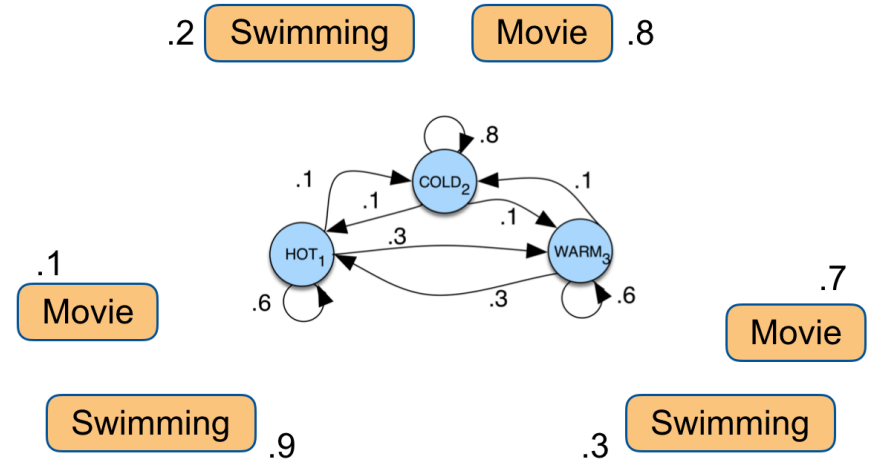 .2 Swimming Movie .8
.8
COLD2
.1 .1
.1 .1
.3
HOT1 WARM3
.1
.3
.6 .6
.7
Movie
Movie
Swimming Swimming
.9 .3